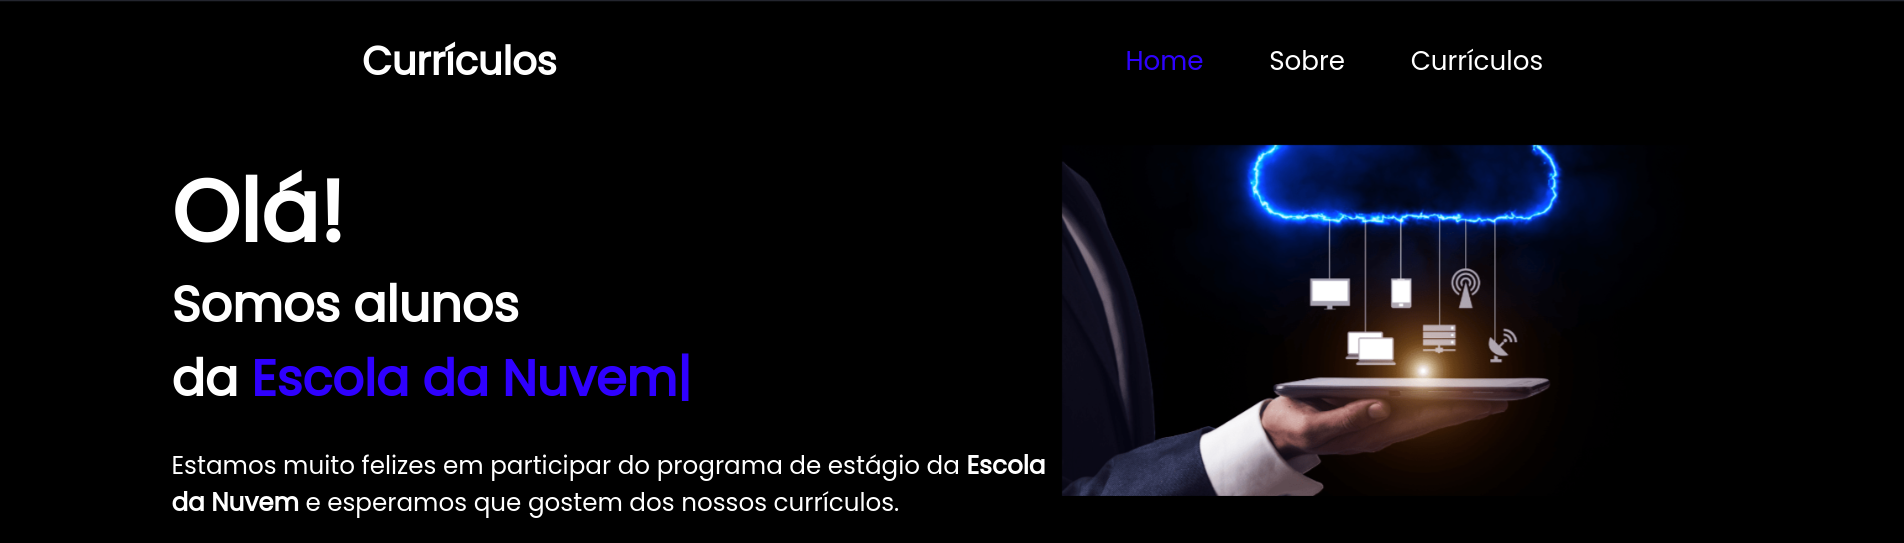 Currículos
Home Sobre Currículos
Olá!
Somos alunos
da Escola da Nuvem|
Estamos muito felizes em participar do programa de estágio da Escola
da Nuvem e esperamos que gostem dos nossos currículos.